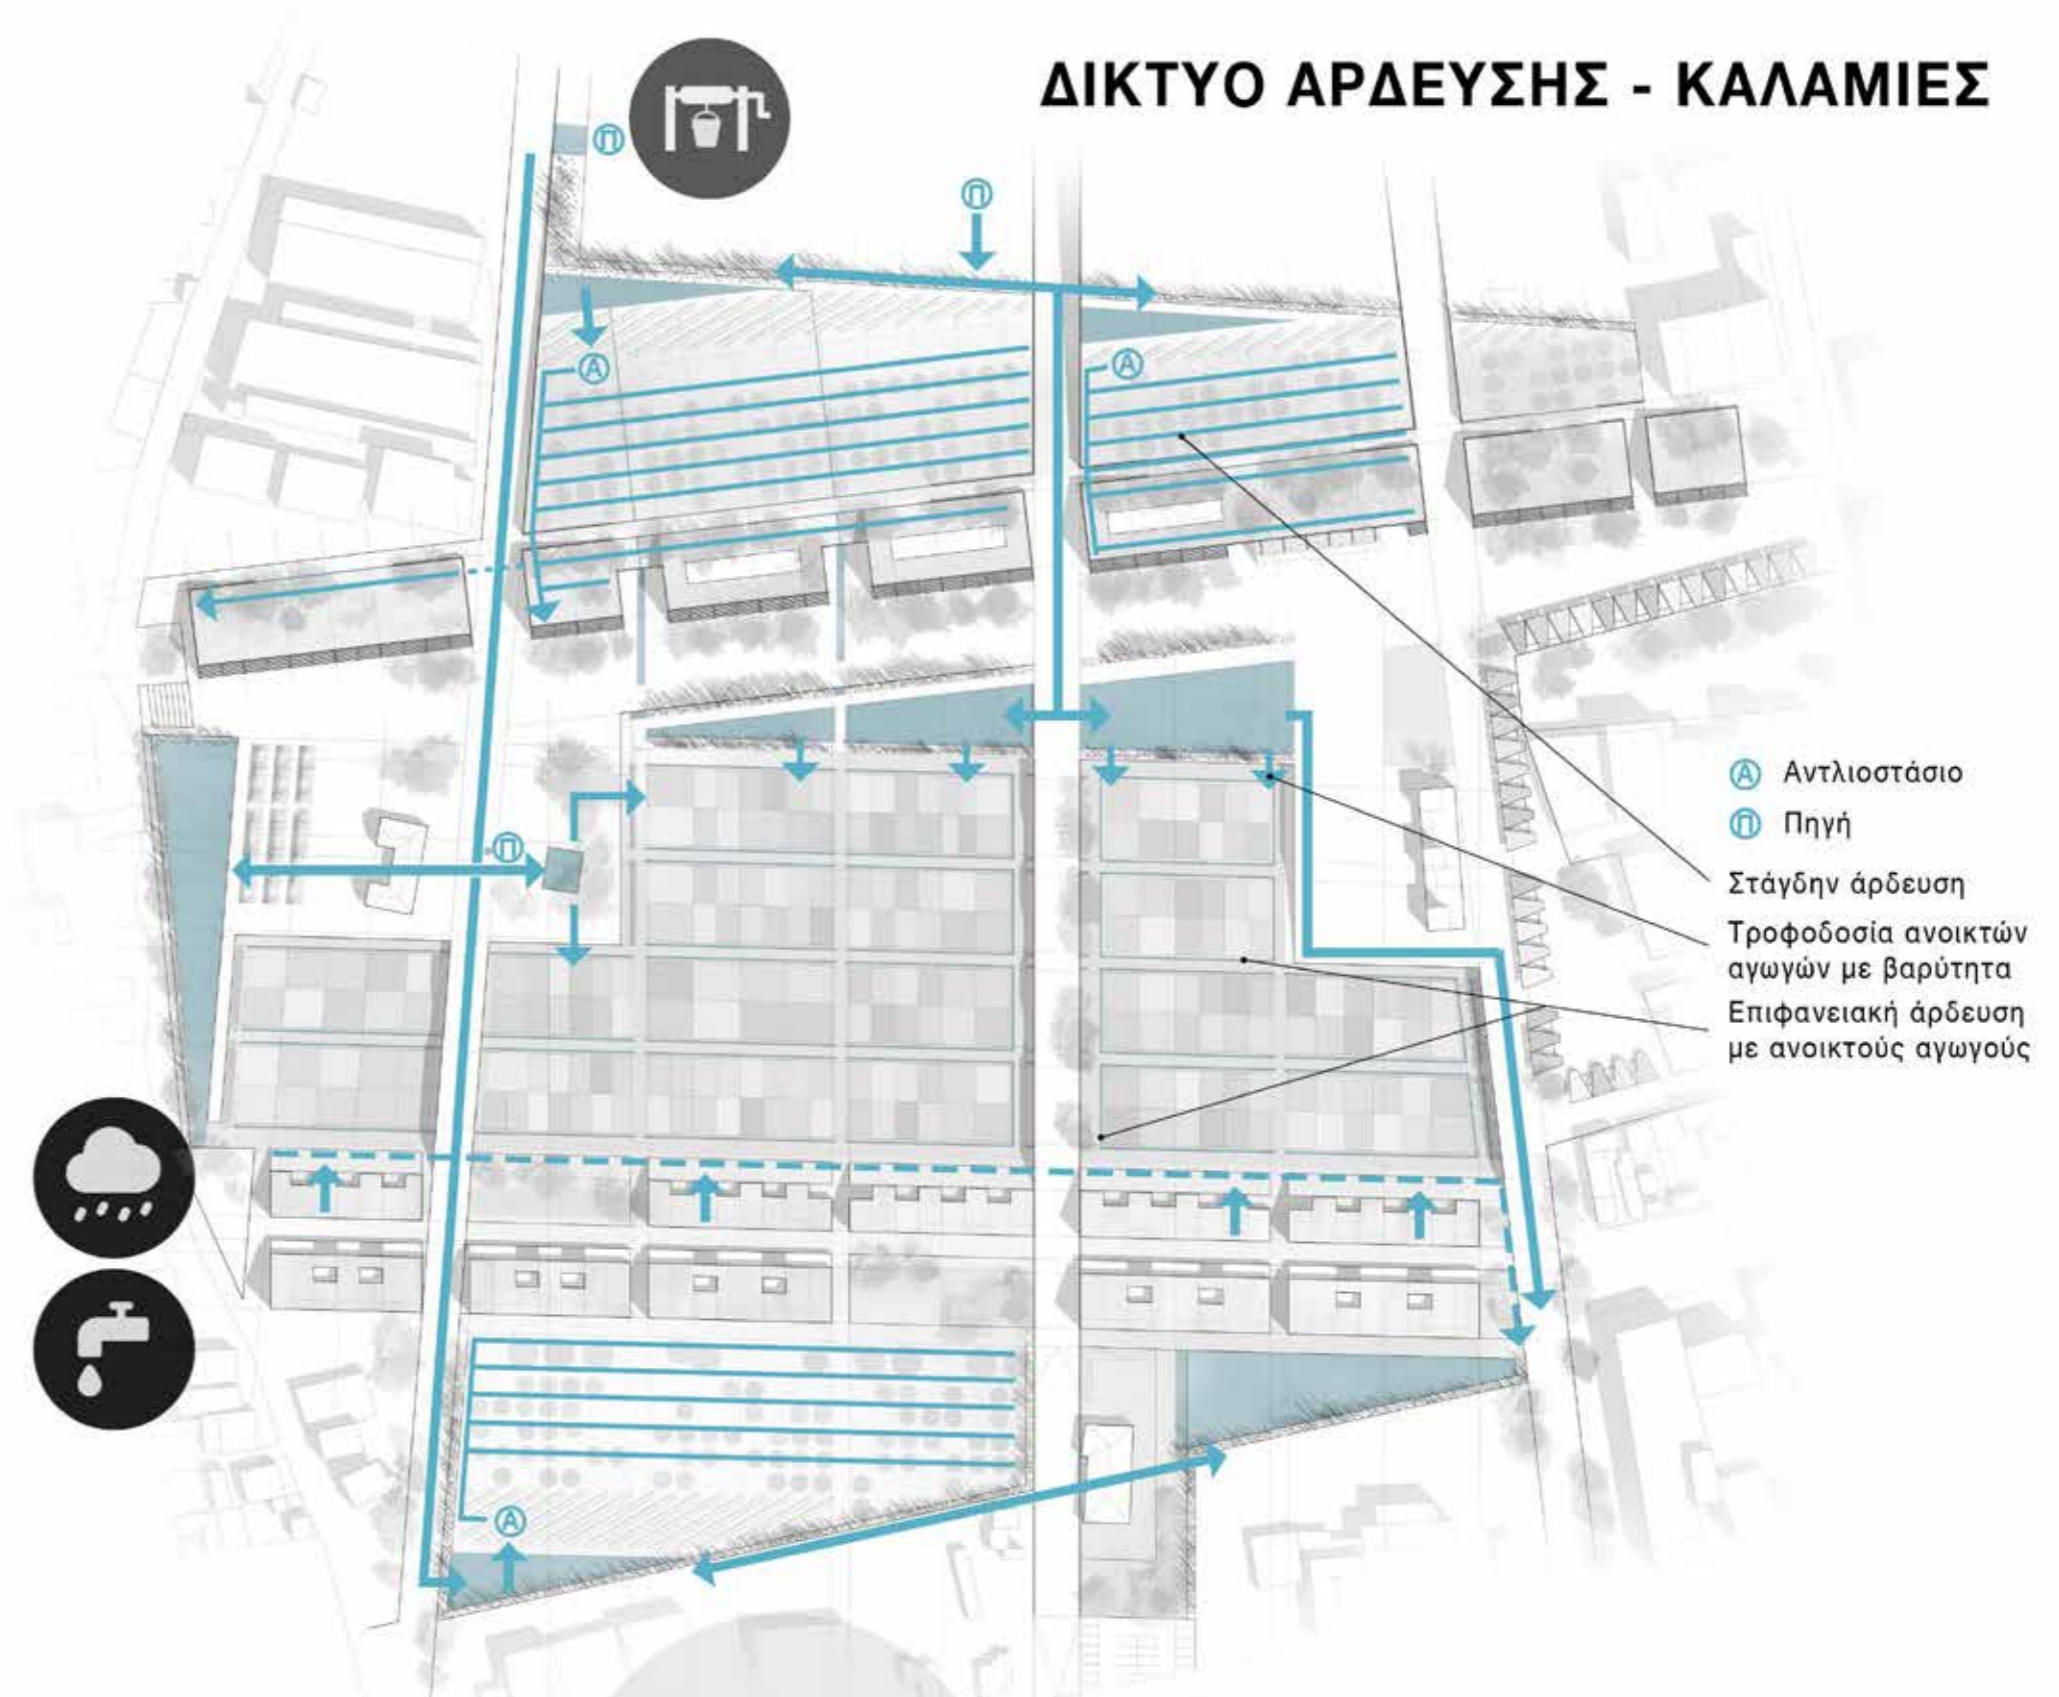 ΔΙΚΤΥΟ ΑΡΔΕΥΣΗΣ - ΚΑΛΑΜΙΕΣ
Π
Π
Α
Α
Π
Α
Α Αντλιοστάσιο
Π Πηγή
Στάγδην άρδευση
Τροφοδοσία ανοικτών
αγωγών με βαρύτητα
Επιφανειακή άρδευση
με ανοικτούς αγωγούς